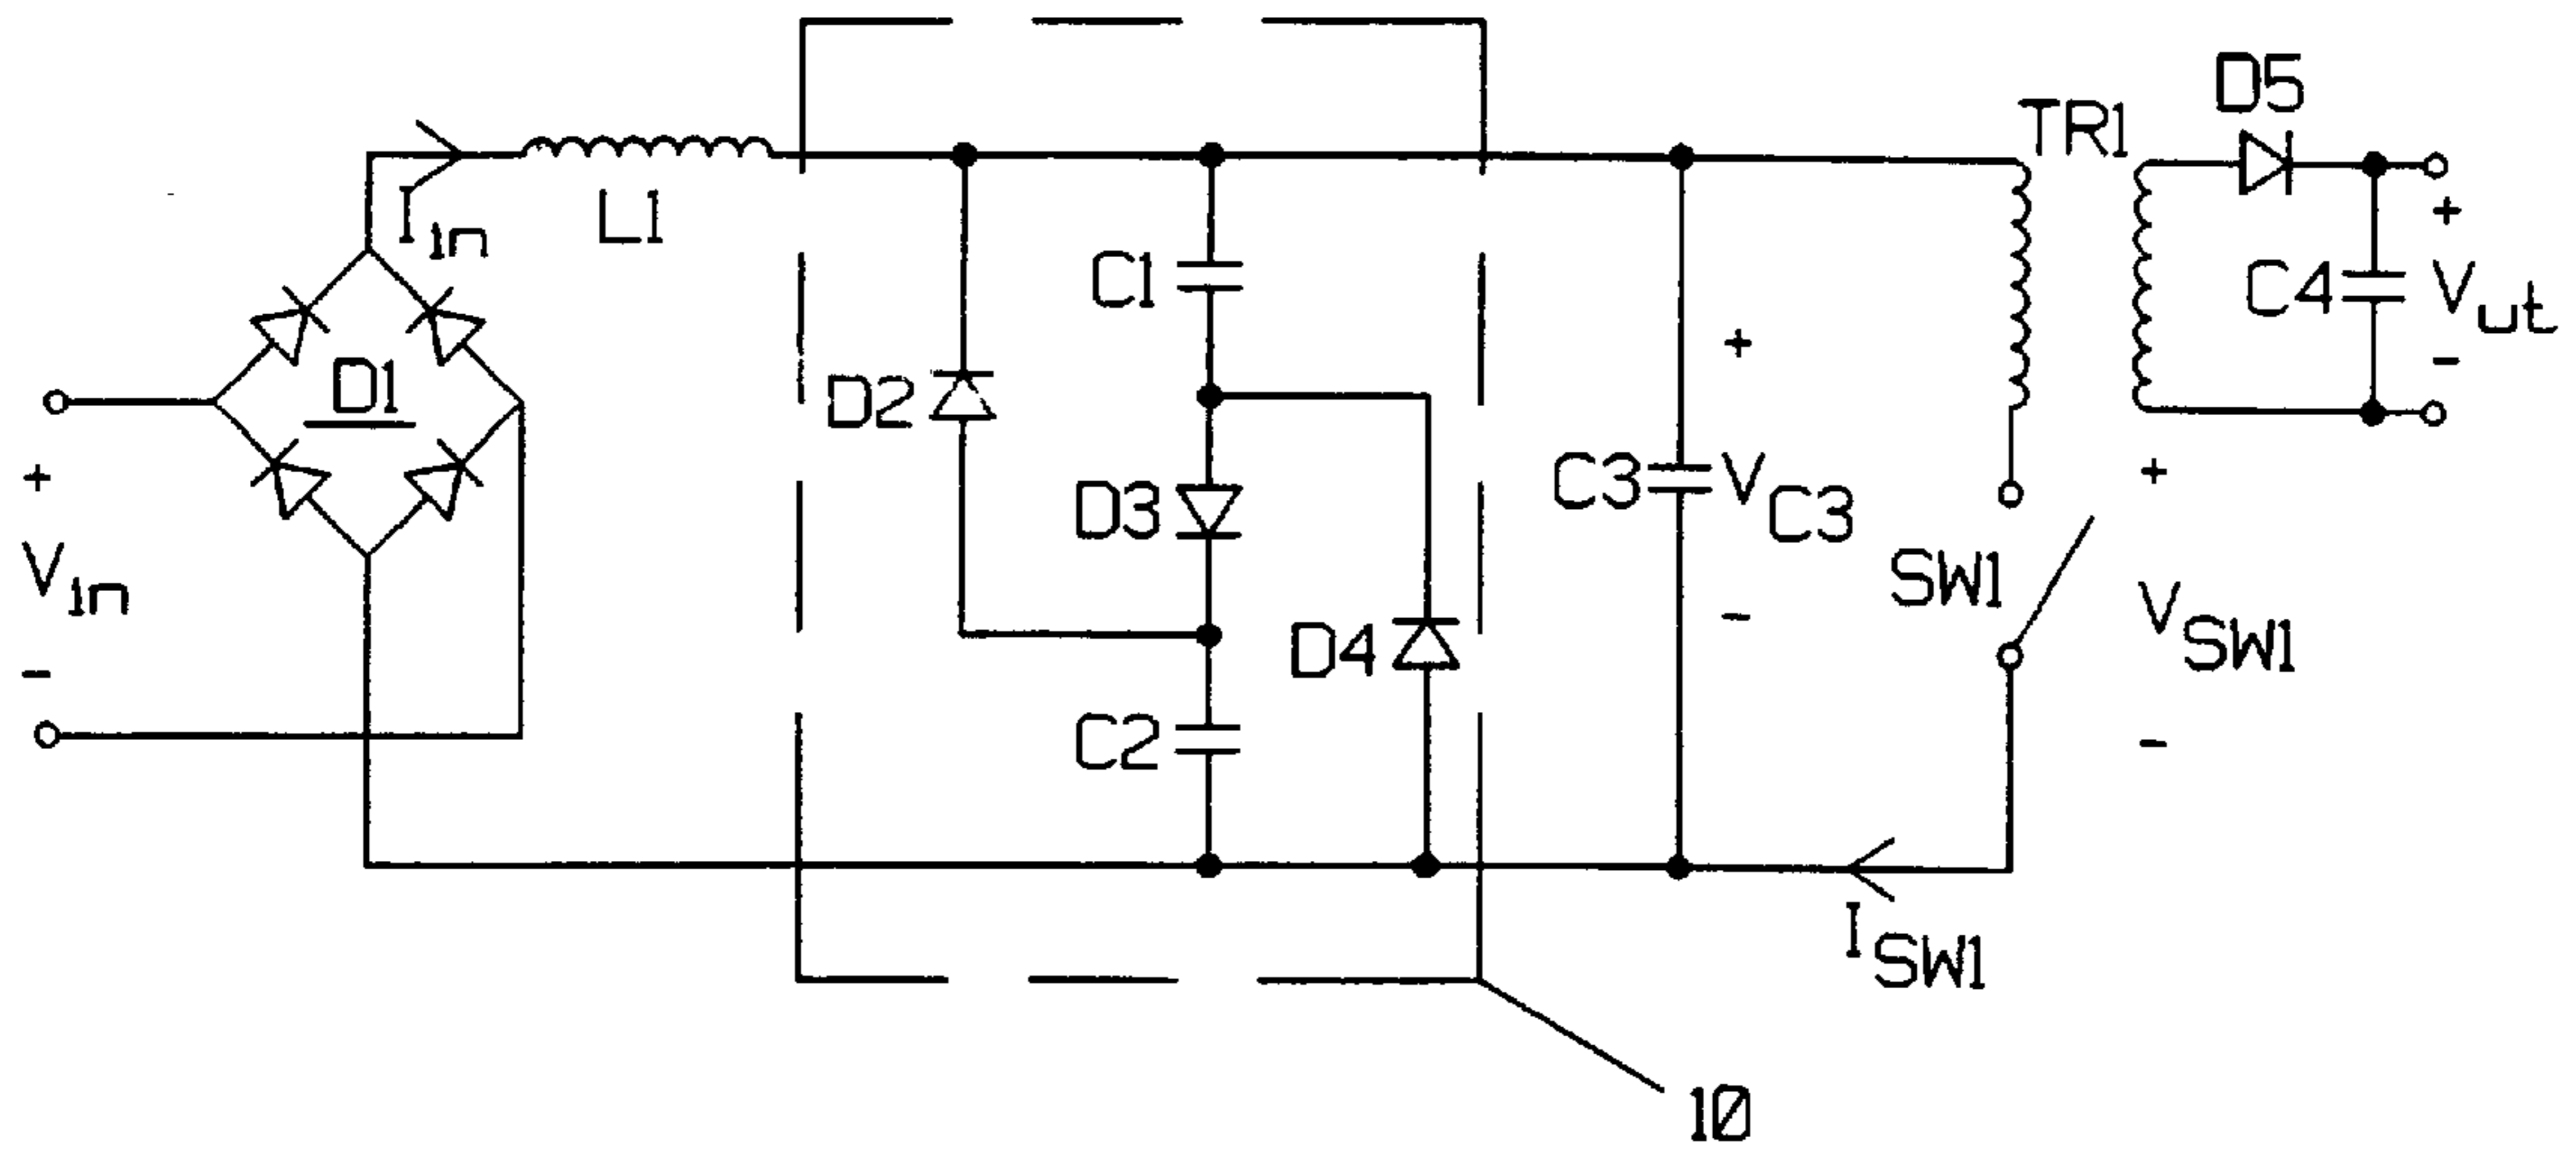 D5
TR1
I in
L1
C1
C4
+
V ut
-
D2
D1
+
V in
-
D3
C3
+
V C3
-
SW1
+
V SW1
-
D4
C2
I SW1
10